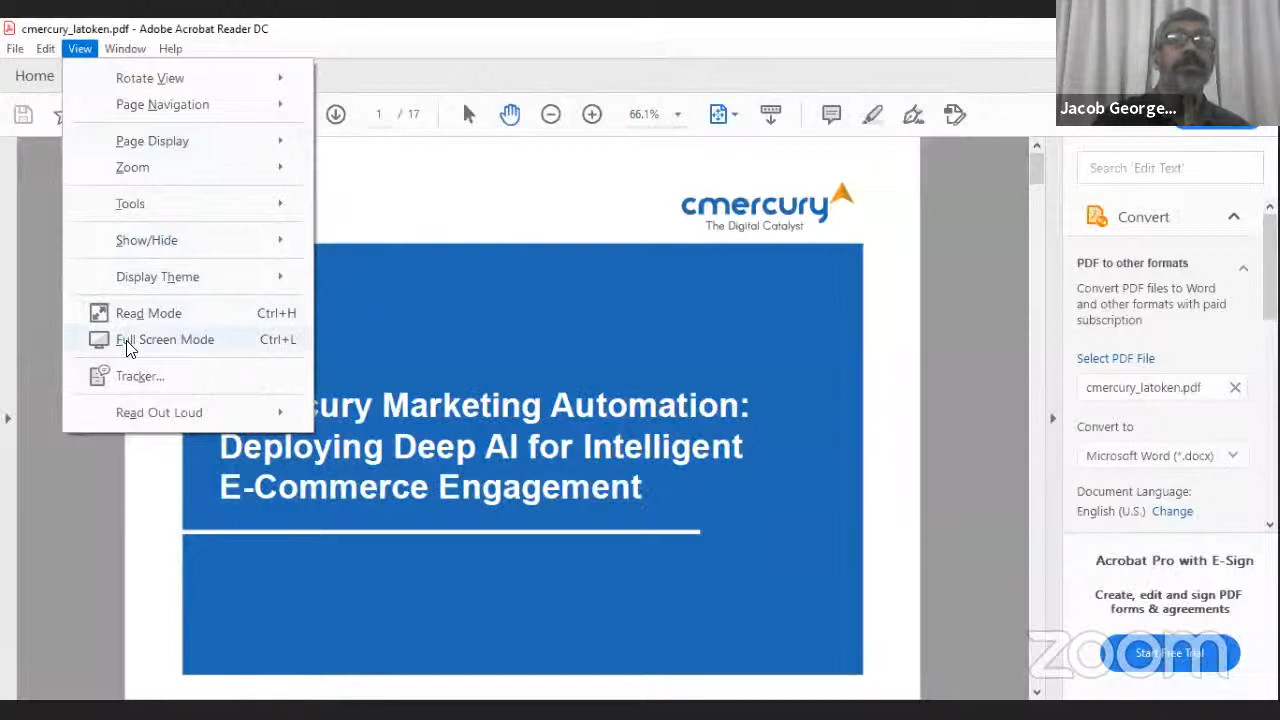 cmercury_latoken.pdf - Adobe Acrobat Reader DC
File Edit View Window Help
Home
Rotate View
Page Navigation
Page Display
Zoom
Tools
Show/Hide
Display Theme
Read Mode Ctrl+H
Full Screen Mode Ctrl+L
Tracker...
Read Out Loud
1 / 17
66.1%
Jacob George...
cmercury
The Digital Catalyst
cury Marketing Automation:
Deploying Deep AI for Intelligent
E-Commerce Engagement
Search 'Edit Text'
Convert
PDF to other formats
Convert PDF files to Word
and other formats with paid
subscription
Select PDF File
cmercury_latoken.pdf
Convert to
Microsoft Word (*.docx)
Document Language:
English (U.S.) Change
Acrobat Pro with E-Sign
Create, edit and sign PDF
forms & agreements
Start Free Trial
zoom